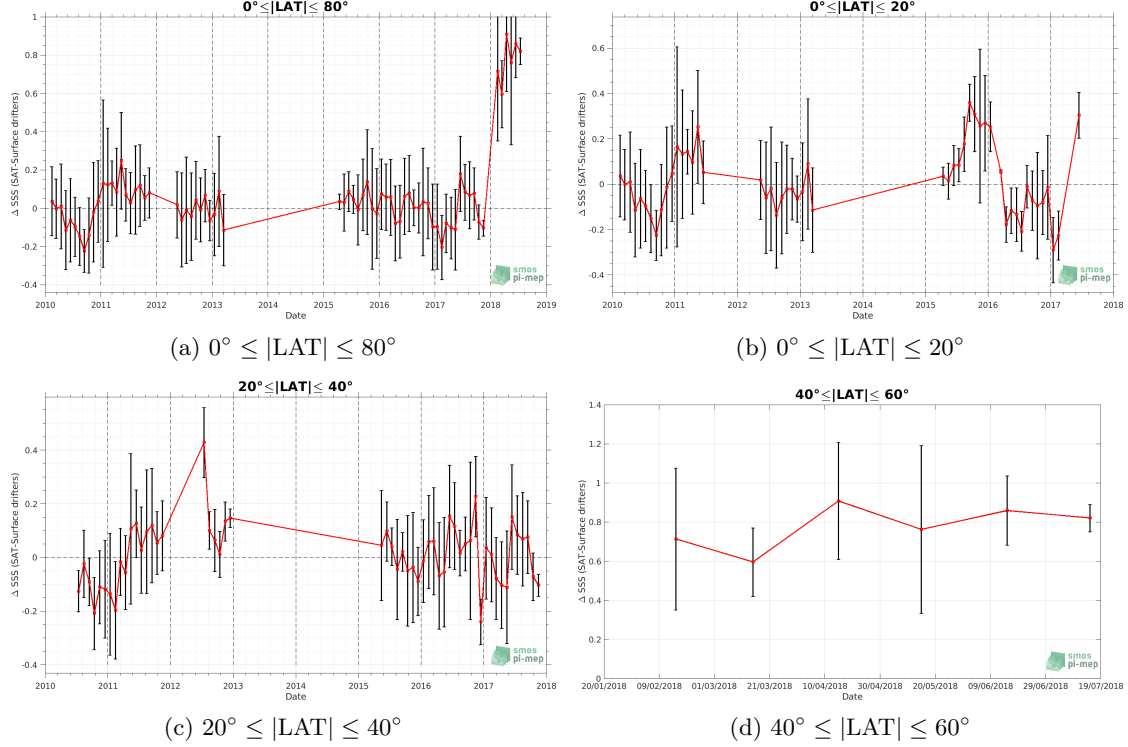 0°≤|LAT|≤ 80°
Δ SSS (SAT-Surface drifters)
1
0.8
0.6
0.4
0.2
0
-0.2
-0.4
2010 2011 2012 2013 2014 2015 2016 2017 2018 2019
Date
smos
pi-mep
(a) 0° ≤ |LAT| ≤ 80°
0°≤|LAT|≤ 20°
Δ SSS (SAT-Surface drifters)
0.6
0.4
0.2
0
-0.2
-0.4
2010 2011 2012 2013 2014 2015 2016 2017 2018
Date
smos
pi-mep
(b) 0° ≤ |LAT| ≤ 20°
20°≤|LAT|≤ 40°
Δ SSS (SAT-Surface drifters)
0.4
0.2
0
-0.2
-0.4
2010 2011 2012 2013 2014 2015 2016 2017 2018
Date
smos
pi-mep
(c) 20° ≤ |LAT| ≤ 40°
40°≤|LAT|≤ 60°
Δ SSS (SAT-Surface drifters)
1.4
1.2
1
0.8
0.6
0.4
0.2
0
20/01/2018 09/02/2018 01/03/2018 21/03/2018 10/04/2018 30/04/2018 20/05/2018 09/06/2018 29/06/2018 19/07/2018
Date
smos
pi-mep
(d) 40° ≤ |LAT| ≤ 60°